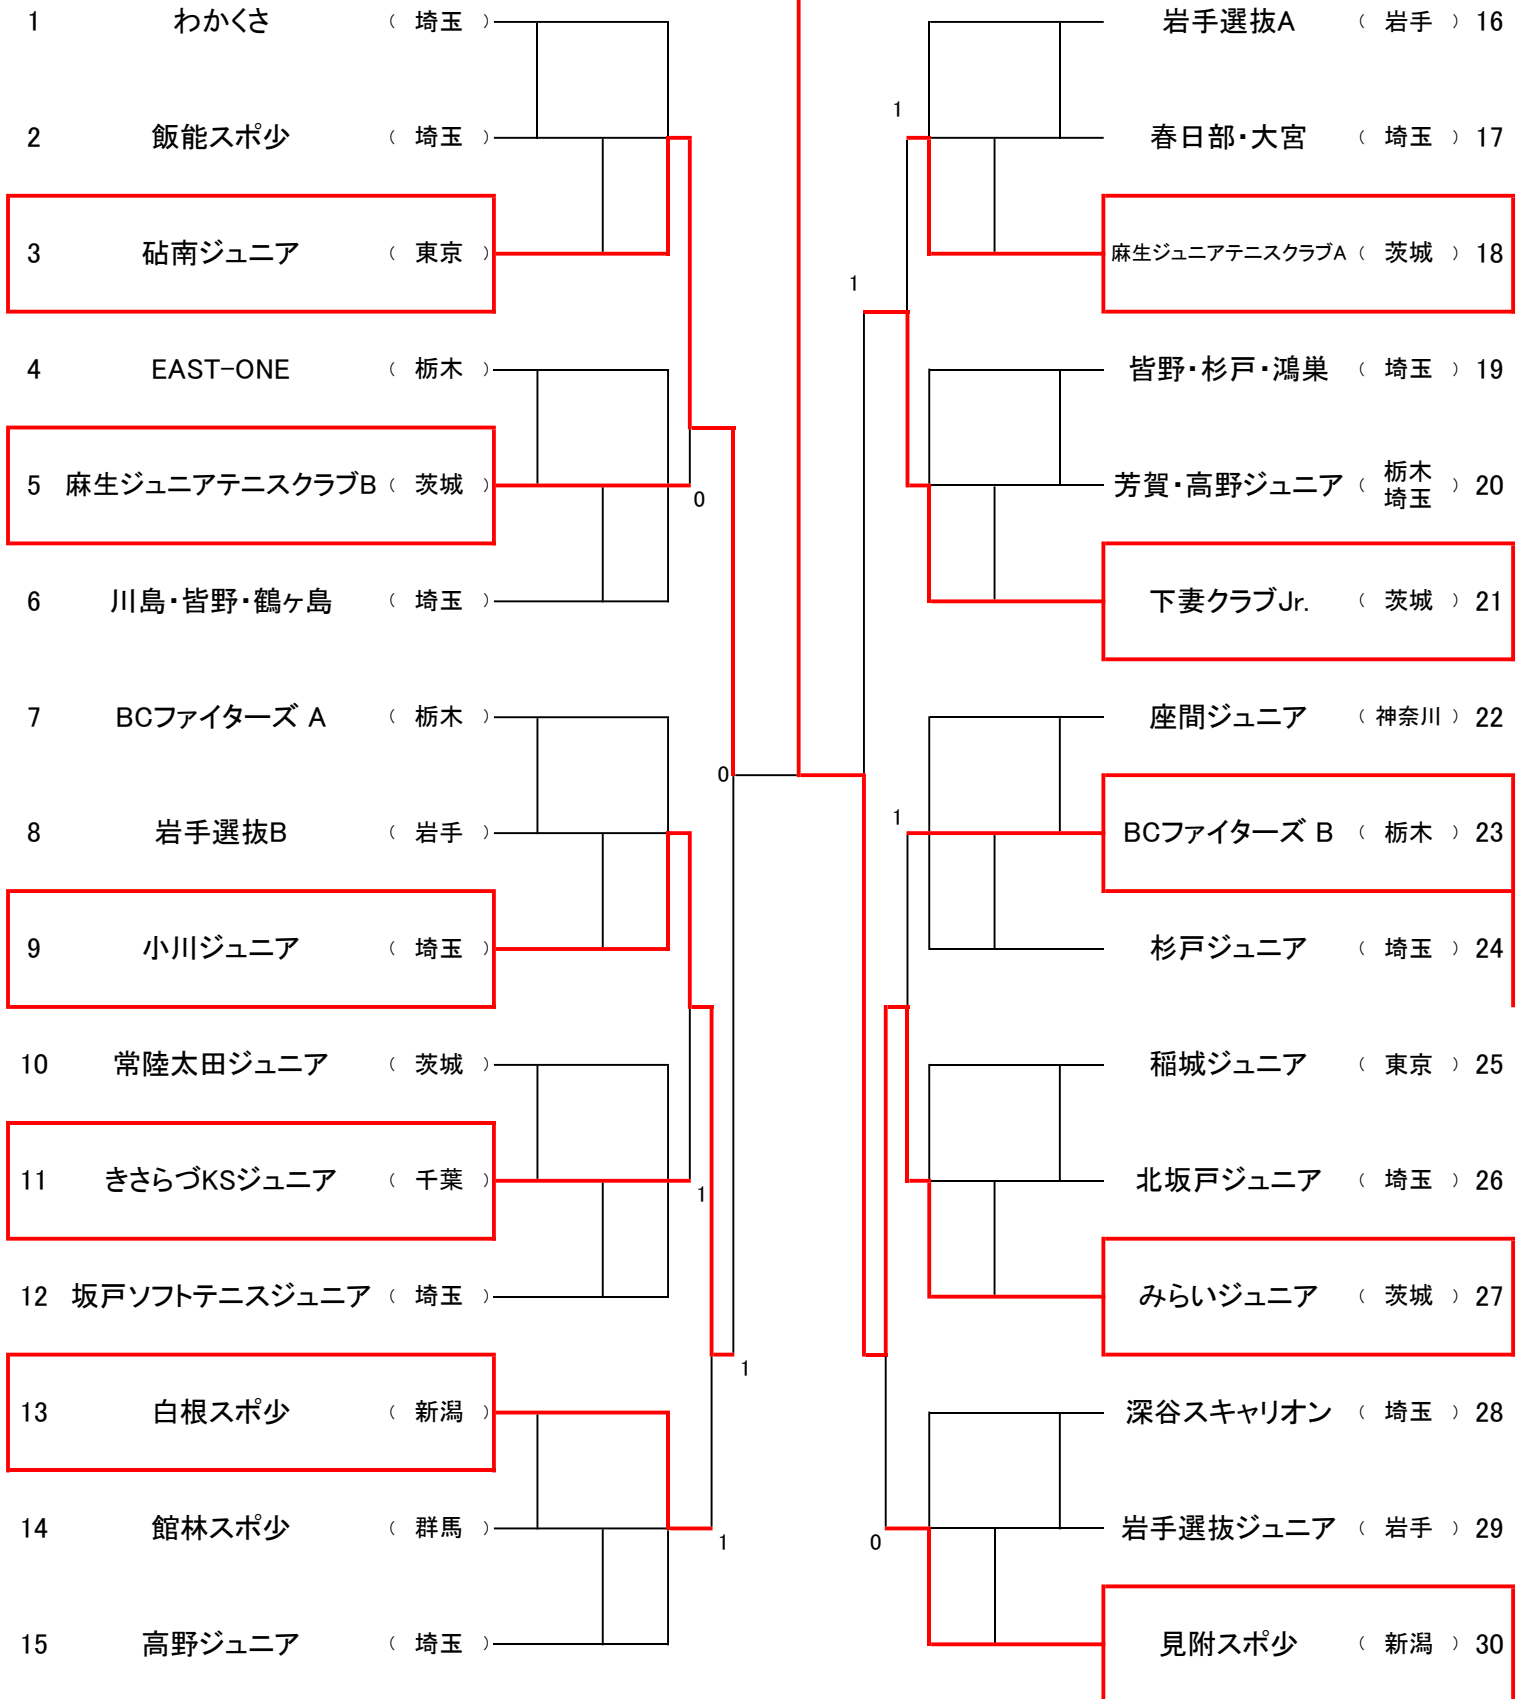 1 わかくさ （ 埼玉 ）
2 飯能スポ少 （ 埼玉 ）
3 砧南ジュニア （ 東京 ）
4 EAST-ONE （ 栃木 ）
5 麻生ジュニアテニスクラブB （ 茨城 ）
0
6 川島・皆野・鶴ヶ島 （ 埼玉 ）
7 BCファイターズ A （ 栃木 ）
0
8 岩手選抜B （ 岩手 ）
9 小川ジュニア （ 埼玉 ）
10 常陸太田ジュニア （ 茨城 ）
11 きさらづKSジュニア （ 千葉 ）
1
12 坂戸ソフトテニスジュニア （ 埼玉 ）
1
13 白根スポ少 （ 新潟 ）
14 館林スポ少 （ 群馬 ）
1
15 高野ジュニア （ 埼玉 ）
岩手選抜A （ 岩手 ） 16
1
春日部・大宮 （ 埼玉 ） 17
麻生ジュニアテニスクラブA （ 茨城 ） 18
1
皆野・杉戸・鴻巣 （ 埼玉 ） 19
芳賀・高野ジュニア （ 栃木 埼玉 ） 20
下妻クラブJr. （ 茨城 ） 21
座間ジュニア （ 神奈川 ） 22
1
BCファイターズ B （ 栃木 ） 23
杉戸ジュニア （ 埼玉 ） 24
稲城ジュニア （ 東京 ） 25
北坂戸ジュニア （ 埼玉 ） 26
みらいジュニア （ 茨城 ） 27
深谷スキャリオン （ 埼玉 ） 28
岩手選抜ジュニア （ 岩手 ） 29
0
見附スポ少 （ 新潟 ） 30